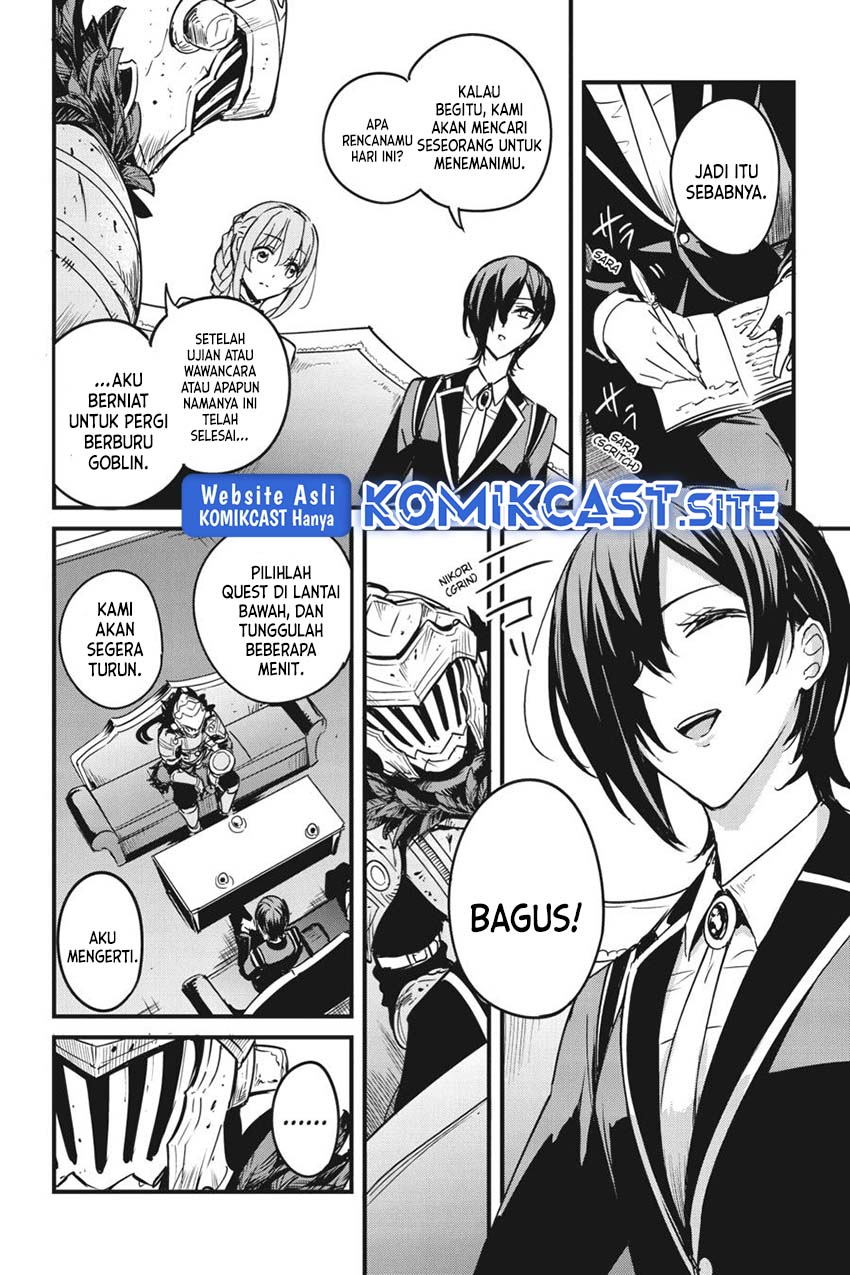 JADI ITU
SEBABNYA.
SARA
SARA
(SCRITCH)
KALAU
BEGITU, KAMI
AKAN MENCARI
SESEORANG UNTUK
MENEMANIMU.
APA
RENCANAMU
HARI INI?
SETELAH
UJIAN ATAU
WAWANCARA
ATAU APAPUN
NAMANYA INI
TELAH
SELESAI...
...AKU
BERNIAT
UNTUK PERGI
BERBURU
GOBLIN.
Website Asli
KOMIKCAST Hanya
KOMIKCAST.SITE
NIKORI
(GRIN)
BAGUS!
PILIHLAH
QUEST DI LANTAI
BAWAH, DAN
TUNGGULAH
BEBERAPA
MENIT.
KAMI
AKAN
SEGERA
TURUN.
AKU
MENGERTI.
......